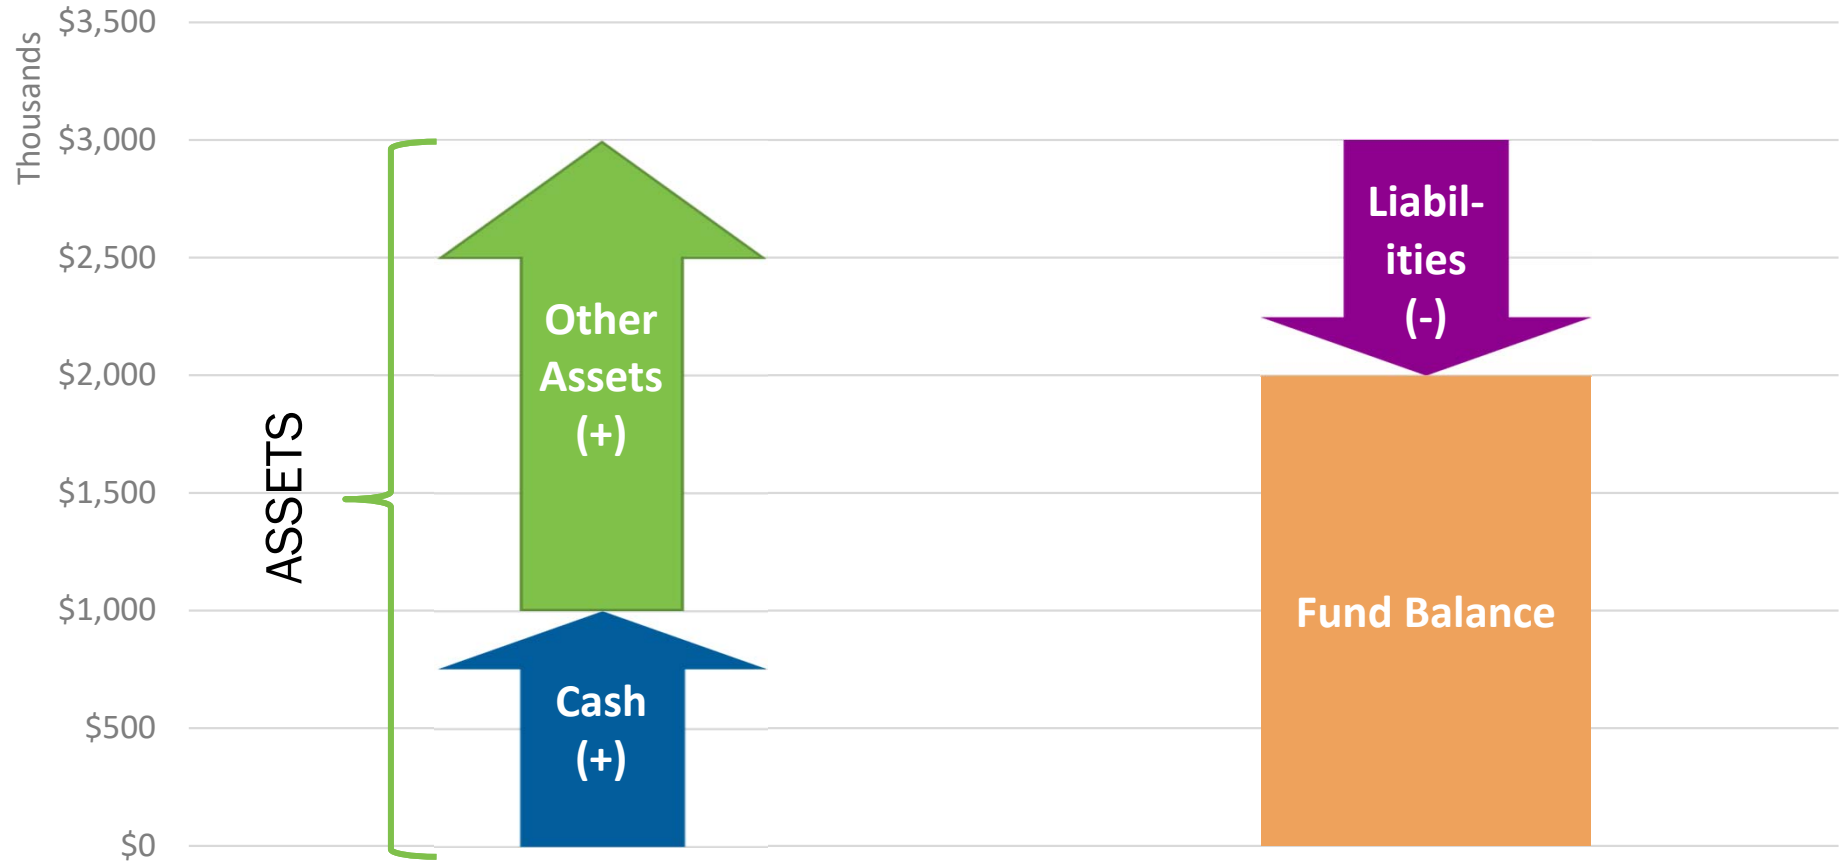 Thousands
$3,500
$3,000
$2,500
$2,000
$1,500
$1,000
$500
$0
ASSETS
Other
Assets
(+)
Cash
(+)
Liabil-
ities
(-)
Fund Balance